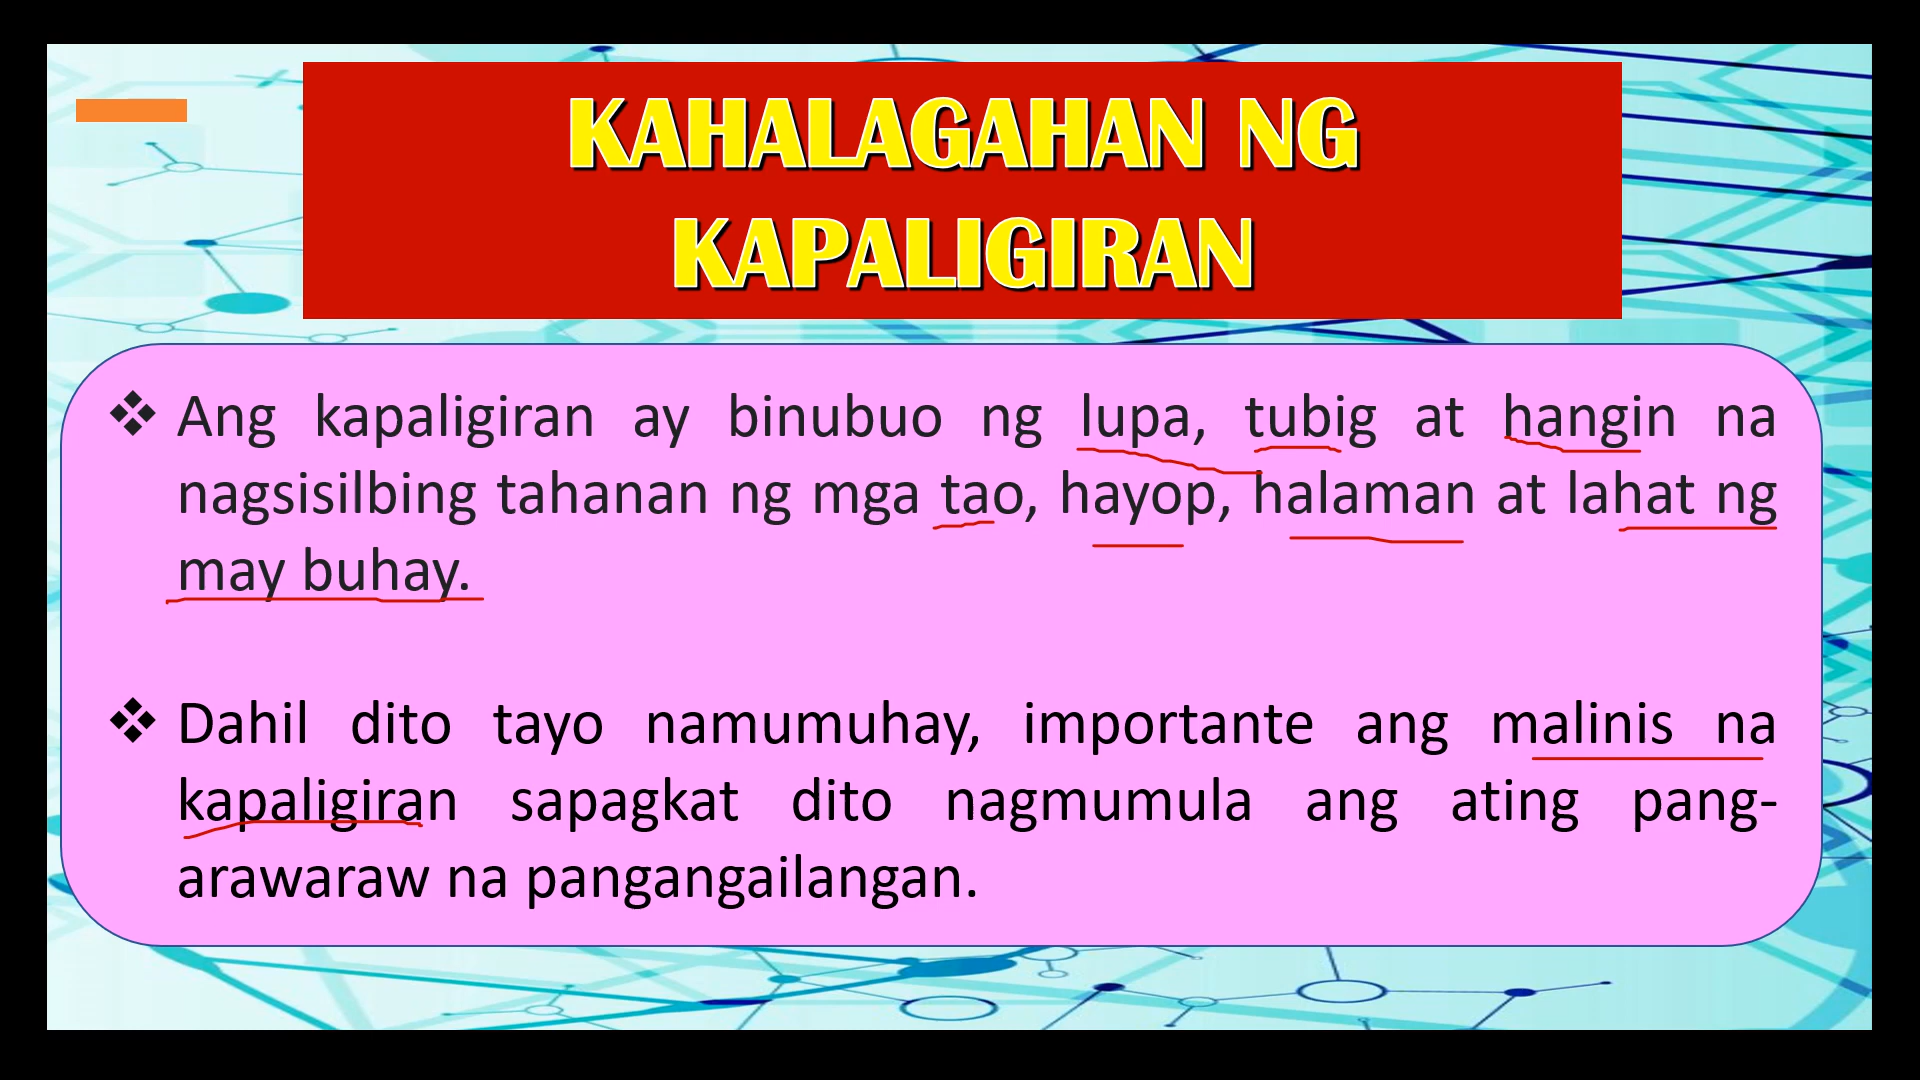 KAHALAGAHAN NG
KAPALIGIRAN
❖ Ang kapaligiran ay binubuo ng lupa, tubig at hangin na
nagsisilbing tahanan ng mga tao, hayop, halaman at lahat ng
may buhay.
❖ Dahil dito tayo namumuhay, importante ang malinis na
kapaligiran sapagkat dito nagmumula ang ating pang-
arawaraw na pangangailangan.